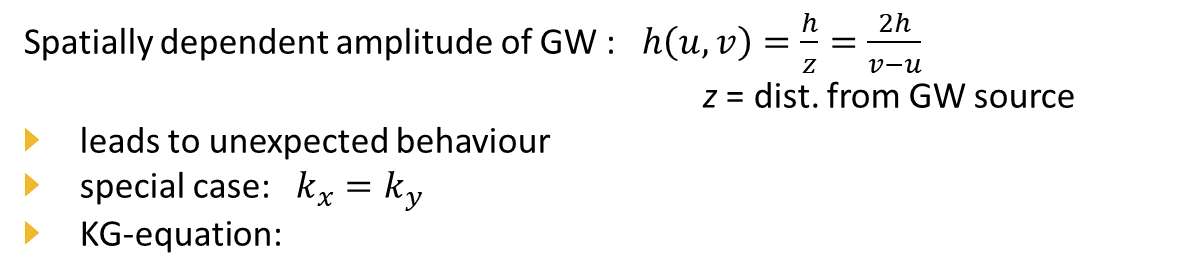 Spatially dependent amplitude of GW : h(u, v) = h/z = 2h/(v−u)
z = dist. from GW source
leads to unexpected behaviour
special case: kₓ = k_y
KG-equation: